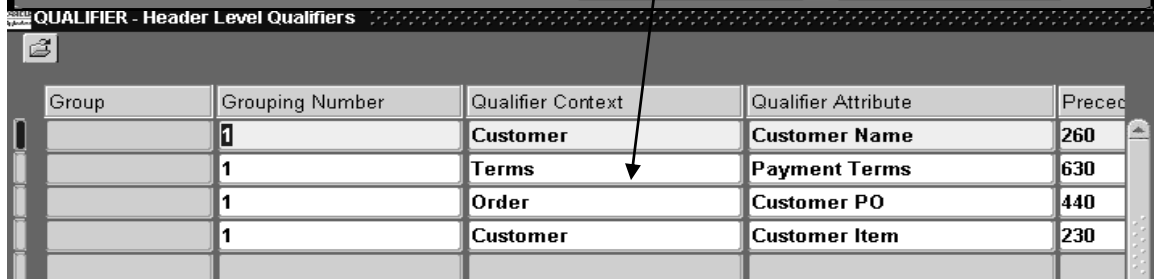 QUALIFIER - Header Level Qualifiers
Group Grouping Number Qualifier Context Qualifier Attribute Preced
1 Customer Customer Name 260
1 Terms Payment Terms 630
1 Order Customer PO 440
1 Customer Customer Item 230